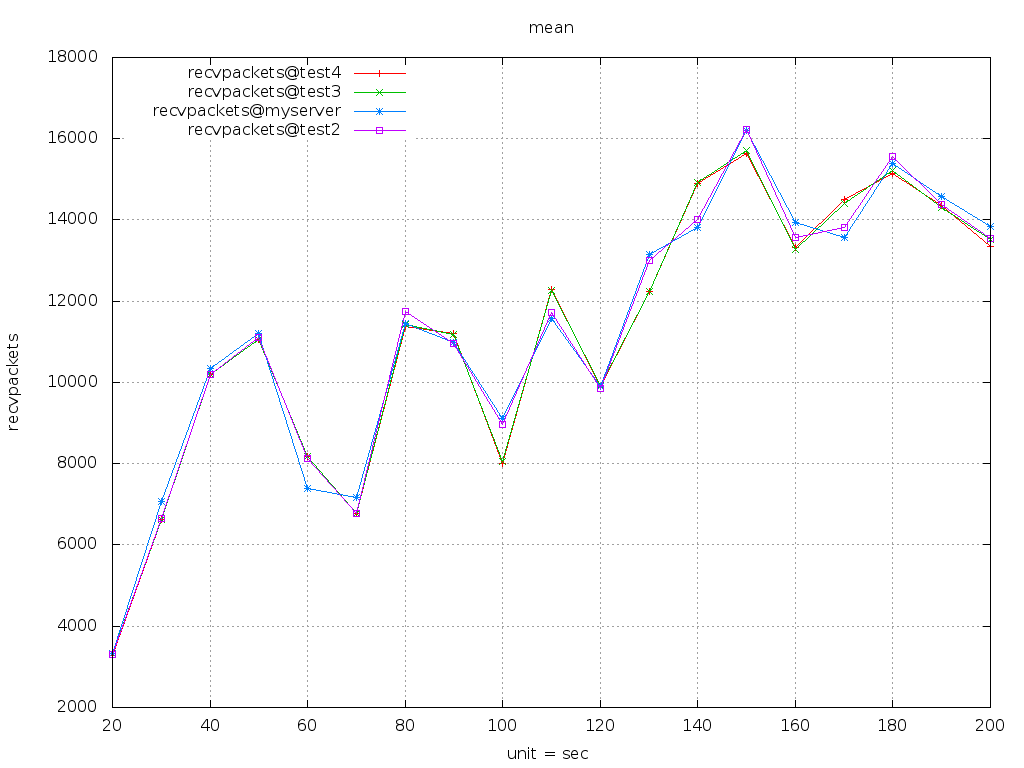 mean
18000
16000
14000
12000
10000
8000
6000
4000
2000
recvpackets
recvpackets@test4
recvpackets@test3
recvpackets@myserver
recvpackets@test2
20 40 60 80 100 120 140 160 180 200
unit = sec